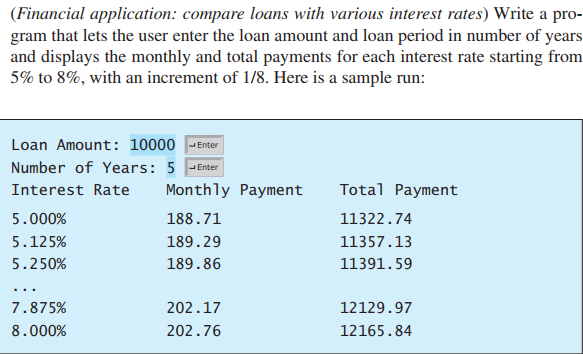 (Financial application: compare loans with various interest rates) Write a pro-
gram that lets the user enter the loan amount and loan period in number of years
and displays the monthly and total payments for each interest rate starting from
5% to 8%, with an increment of 1/8. Here is a sample run:
Loan Amount: 10000 ↵Enter
Number of Years: 5 ↵Enter
Interest Rate Monthly Payment Total Payment
5.000% 188.71 11322.74
5.125% 189.29 11357.13
5.250% 189.86 11391.59
...
7.875% 202.17 12129.97
8.000% 202.76 12165.84